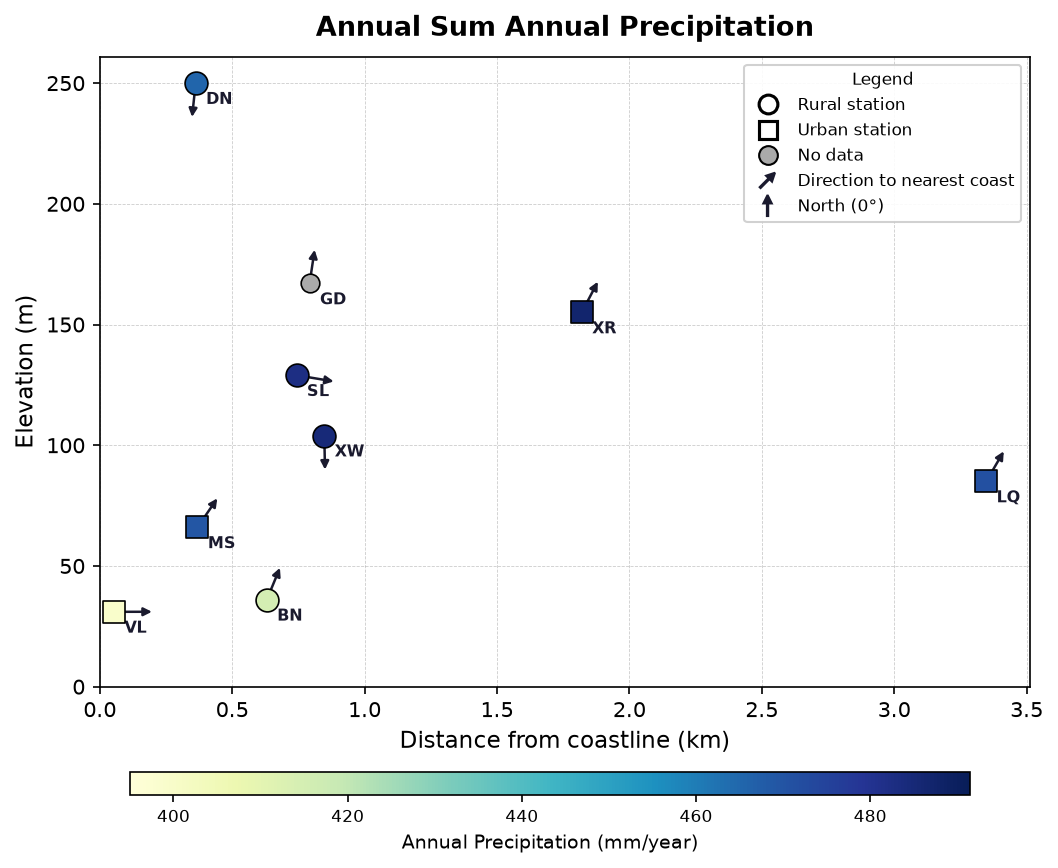 Annual Sum Annual Precipitation
Legend
Rural station
Urban station
No data
Direction to nearest coast
North (0°)
Elevation (m)
250
200
150
100
50
0
DN
GD
XR
SL
XW
LQ
MS
BN
VL
0.0 0.5 1.0 1.5 2.0 2.5 3.0 3.5
Distance from coastline (km)
400 420 440 460 480
Annual Precipitation (mm/year)